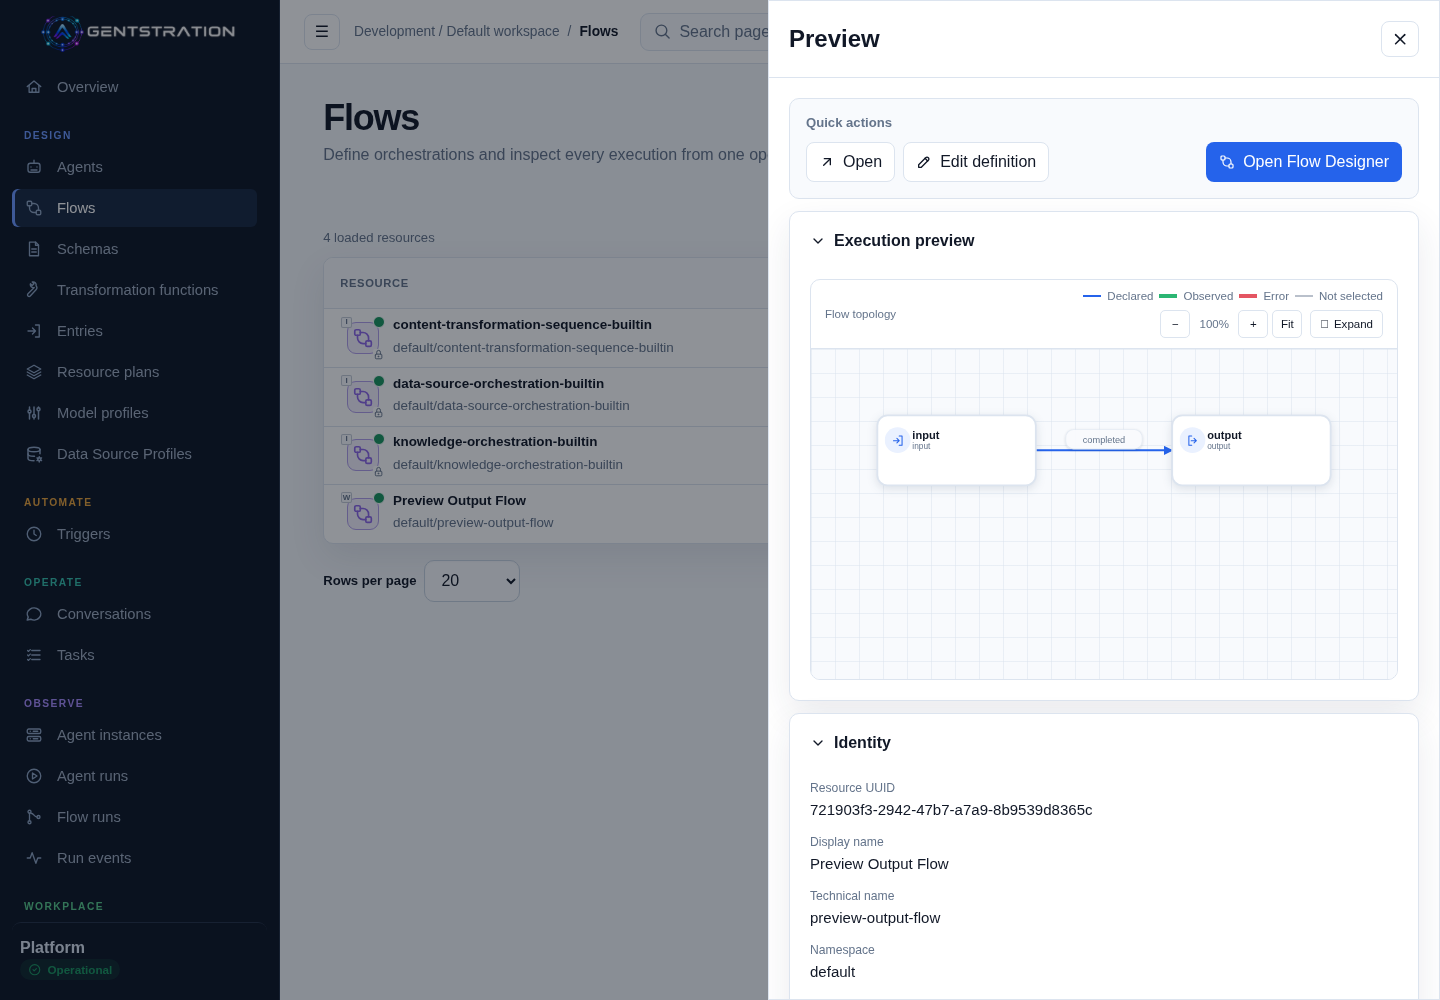 GENTSTRATION
Overview
DESIGN
Agents
Flows
Schemas
Transformation functions
Entries
Resource plans
Model profiles
Data Source Profiles
AUTOMATE
Triggers
OPERATE
Conversations
Tasks
OBSERVE
Agent instances
Agent runs
Flow runs
Run events
WORKPLACE
Platform
Operational
☰
Development / Default workspace / Flows
Search page
Flows
Define orchestrations and inspect every execution from one op
4 loaded resources
RESOURCE
I
content-transformation-sequence-builtin
default/content-transformation-sequence-builtin
I
data-source-orchestration-builtin
default/data-source-orchestration-builtin
I
knowledge-orchestration-builtin
default/knowledge-orchestration-builtin
W
Preview Output Flow
default/preview-output-flow
Rows per page 20
Preview
Quick actions
Open Edit definition Open Flow Designer
Execution preview
Declared Observed Error Not selected
Flow topology
− 100% + Fit Expand
input
input
completed
output
output
Identity
Resource UUID
721903f3-2942-47b7-a7a9-8b9539d8365c
Display name
Preview Output Flow
Technical name
preview-output-flow
Namespace
default